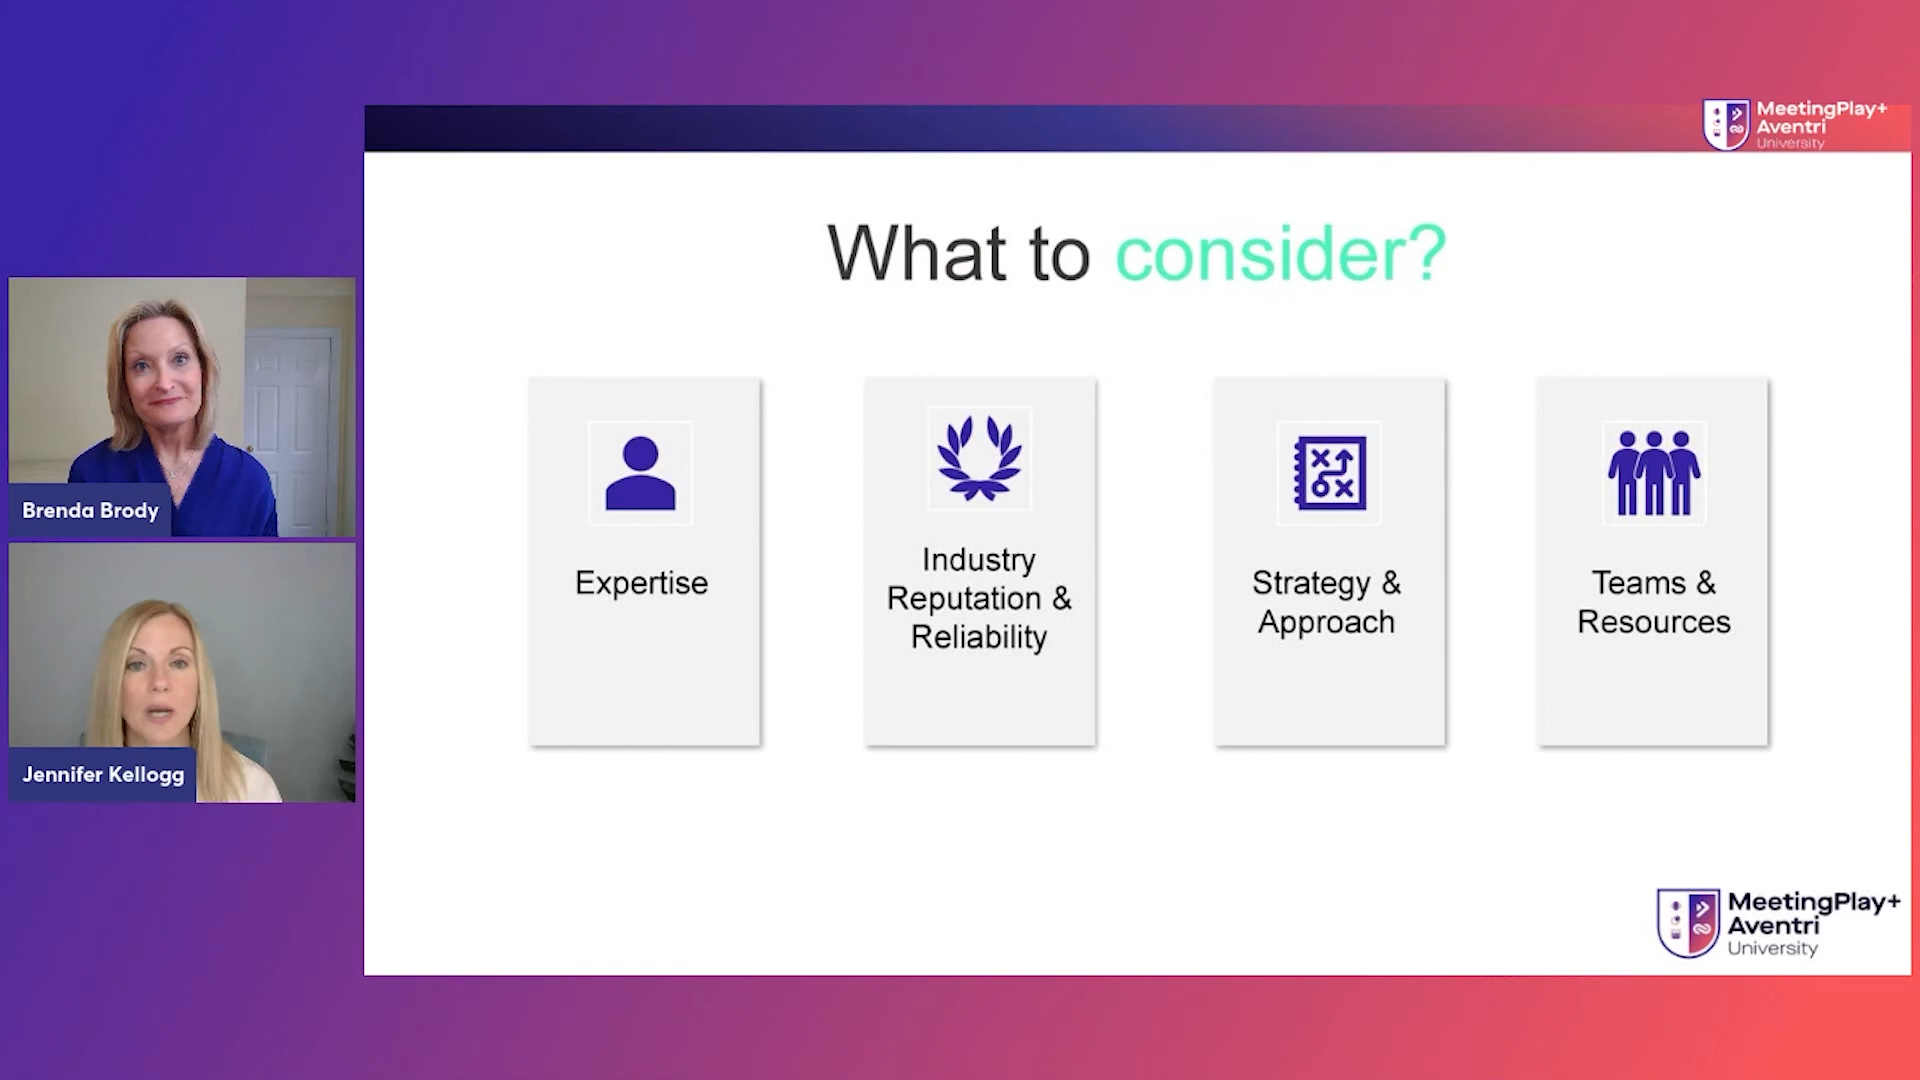 MeetingPlay+
Aventri
University
What to consider?
Brenda Brody
Jennifer Kellogg
Expertise
Industry
Reputation &
Reliability
Strategy &
Approach
Teams &
Resources
MeetingPlay+
Aventri
University